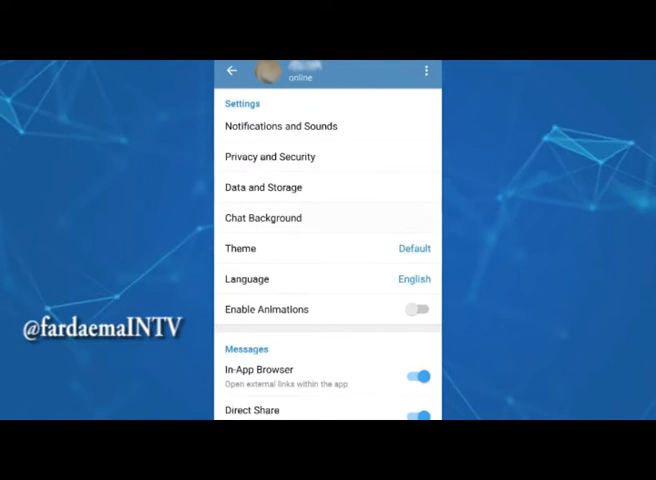 online
Settings
Notifications and Sounds
Privacy and Security
Data and Storage
Chat Background
Theme Default
Language English
Enable Animations
@fardaemaINTV
Messages
In-App Browser
Open external links within the app
Direct Share